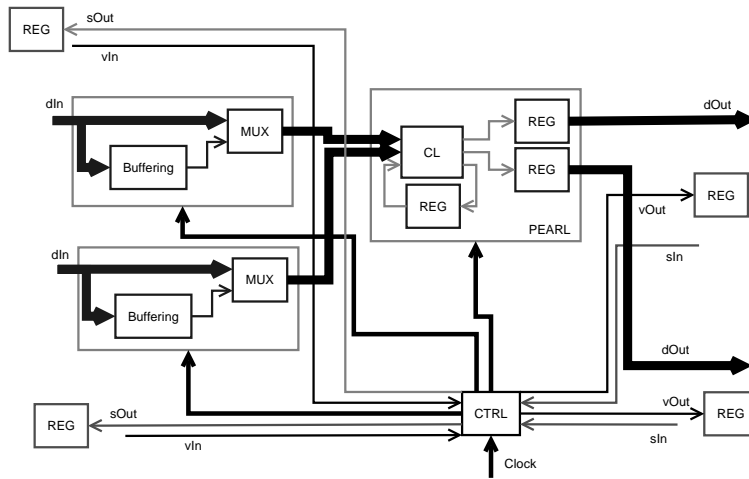 sOut
REG
vIn
dIn
MUX
Buffering
CL
REG
REG
REG
PEARL
dOut
REG
vOut
sIn
dIn
MUX
Buffering
dOut
sOut
REG
vIn
CTRL
vOut
REG
sIn
Clock